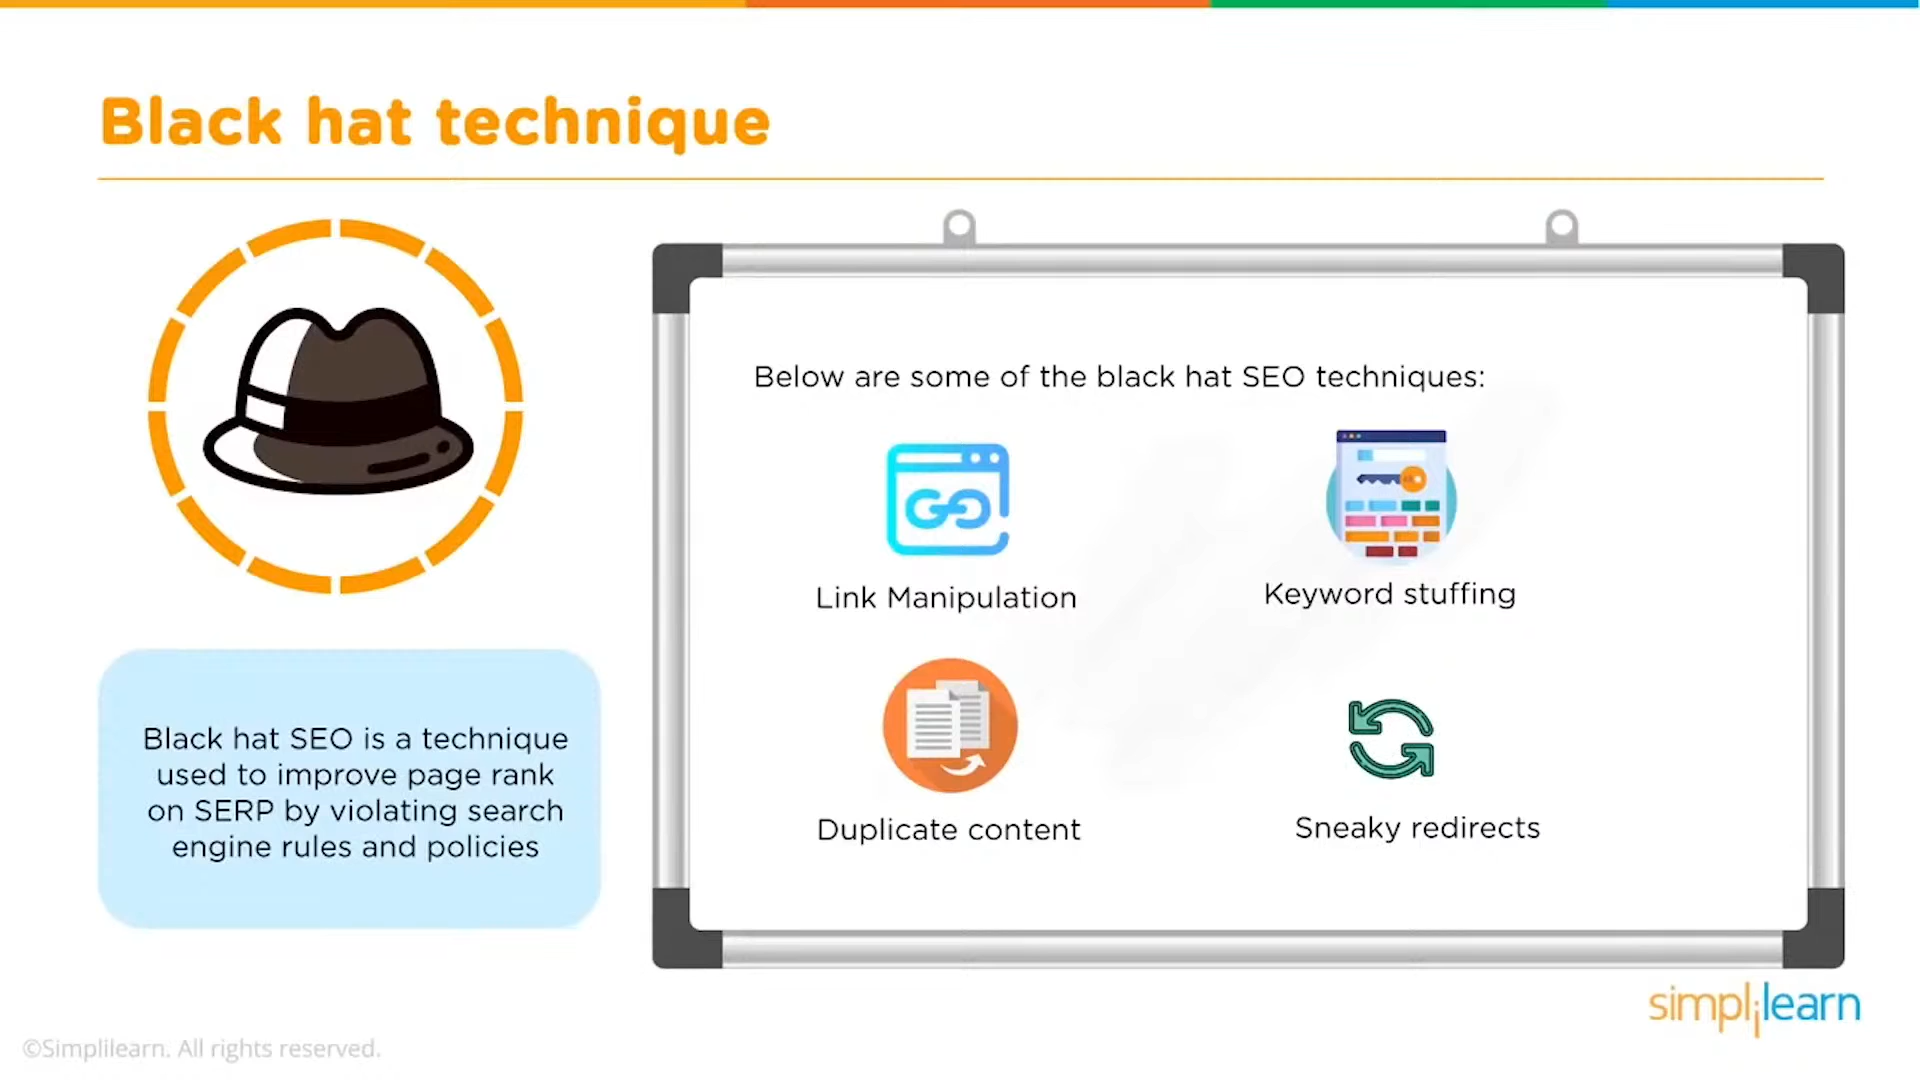 Black hat technique
Below are some of the black hat SEO techniques:
Link Manipulation
Keyword stuffing
Duplicate content
Sneaky redirects
Black hat SEO is a technique
used to improve page rank
on SERP by violating search
engine rules and policies
simplilearn
©Simplilearn. All rights reserved.